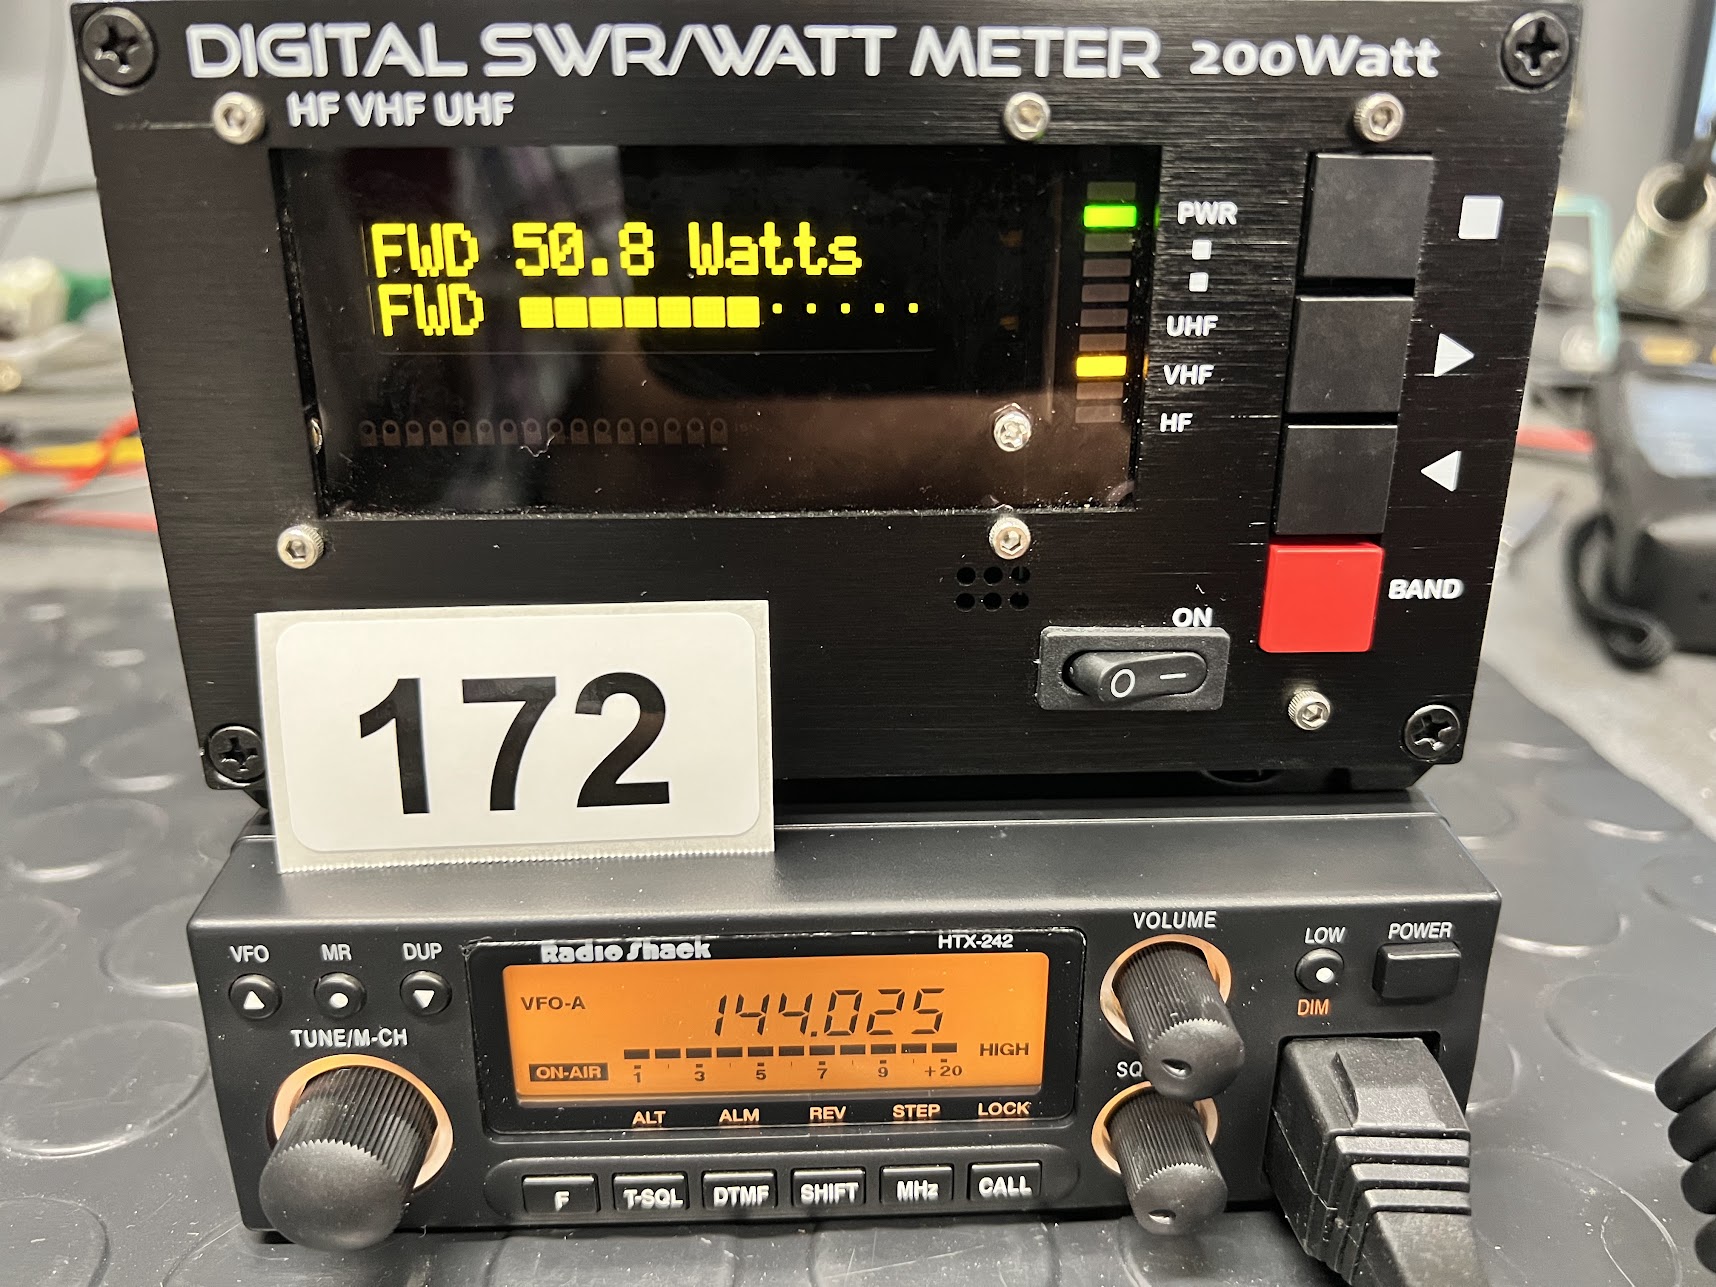 DIGITAL SWR/WATT METER 200Watt
HF VHF UHF
FWD 50.8 Watts
FWD
PWR
UHF
VHF
HF
BAND
ON
172
VOLUME
VFO MR DUP
Radio Shack HTX-242
LOW POWER
VFO-A 144.025
DIM
TUNE/M-CH
HIGH
ON-AIR 1 3 5 7 9 +20
SQ
ALT ALM REV STEP LOCK
F T-SQL DTMF SHIFT MHz CALL